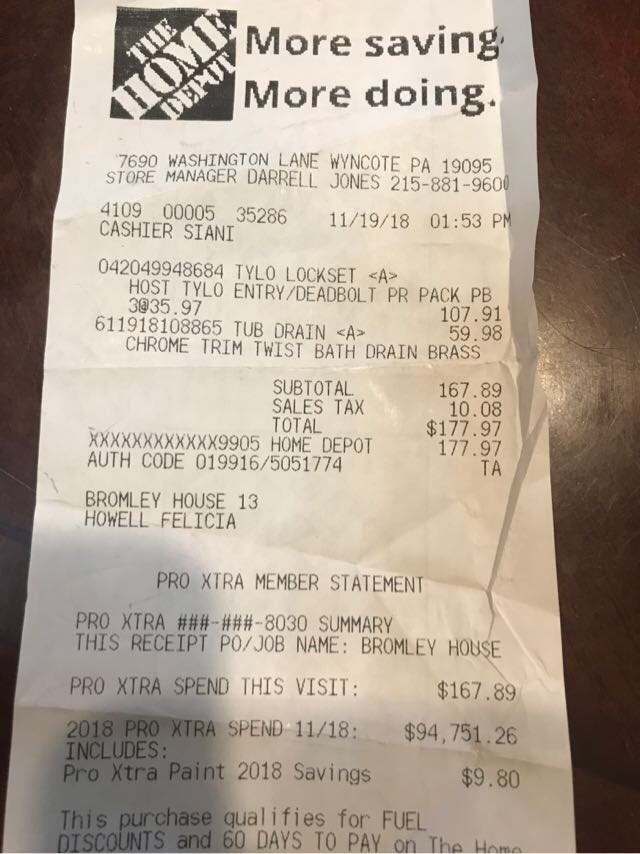 THE
HOME
DEPOT
More saving.
More doing.
7690 WASHINGTON LANE WYNCOTE PA 19095
STORE MANAGER DARRELL JONES 215-881-9600
4109 00005 35286 11/19/18 01:53 PM
CASHIER SIANI
042049948684 TYLO LOCKSET <A>
HOST TYLO ENTRY/DEADBOLT PR PACK PB
3@35.97 107.91
611918108865 TUB DRAIN <A> 59.98
CHROME TRIM TWIST BATH DRAIN BRASS
SUBTOTAL 167.89
SALES TAX 10.08
TOTAL $177.97
XXXXXXXXXXXX9905 HOME DEPOT 177.97
AUTH CODE 019916/5051774 TA
BROMLEY HOUSE 13
HOWELL FELICIA
PRO XTRA MEMBER STATEMENT
PRO XTRA ###-###-8030 SUMMARY
THIS RECEIPT PO/JOB NAME: BROMLEY HOUSE
PRO XTRA SPEND THIS VISIT: $167.89
2018 PRO XTRA SPEND 11/18: $94,751.26
INCLUDES:
Pro Xtra Paint 2018 Savings $9.80
This purchase qualifies for FUEL
DISCOUNTS and 60 DAYS TO PAY on The Home